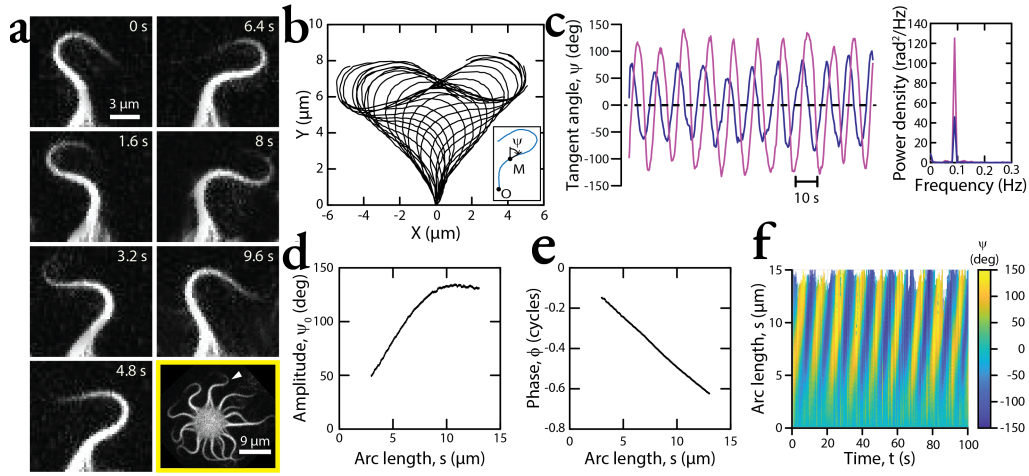 a
0 s
6.4 s
3 μm
1.6 s
8 s
3.2 s
9.6 s
4.8 s
9 μm
b
10
8
6
4
2
0
Y (μm)
-6 -4 -2 0 2 4 6
X (μm)
ψ
M
O
c
Tangent angle, ψ (deg)
150
100
50
0
-50
-100
-150
10 s
Power density (rad²/Hz)
140
120
100
80
60
40
20
0
0 0.1 0.2 0.3
Frequency (Hz)
d
Amplitude, ψ0 (deg)
150
100
50
0
0 5 10 15
Arc length, s (μm)
e
Phase, ϕ (cycles)
0
-0.2
-0.4
-0.6
-0.8
0 5 10 15
Arc length, s (μm)
f
Arc length, s (μm)
15
10
5
0
0 20 40 60 80 100
Time, t (s)
ψ
(deg)
150
100
50
0
-50
-100
-150